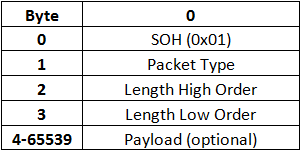 Byte 0
0 SOH (0x01)
1 Packet Type
2 Length High Order
3 Length Low Order
4-65539 Payload (optional)